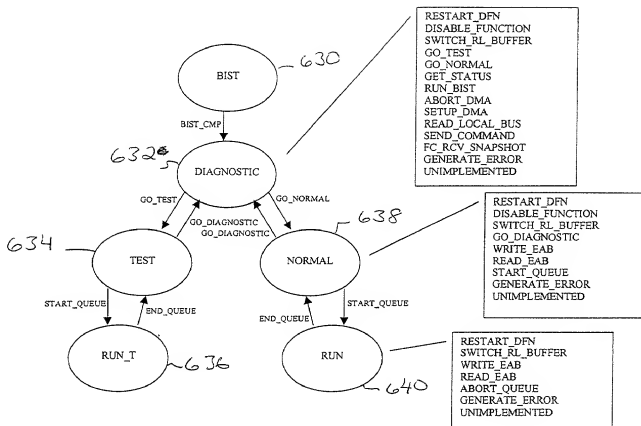 RESTART_DFN
DISABLE_FUNCTION
SWITCH_RL_BUFFER
GO_TEST
GO_NORMAL
GET_STATUS
RUN_BIST
ABORT_DMA
SETUP_DMA
READ_LOCAL_BUS
SEND_COMMAND
FC_RCV_SNAPSHOT
GENERATE_ERROR
UNIMPLEMENTED
BIST
630
BIST_CMP
632
DIAGNOSTIC
GO_TEST
GO_NORMAL
GO_DIAGNOSTIC
GO_DIAGNOSTIC
638
634
TEST
NORMAL
RESTART_DFN
DISABLE_FUNCTION
SWITCH_RL_BUFFER
GO_DIAGNOSTIC
WRITE_EAB
READ_EAB
START_QUEUE
GENERATE_ERROR
UNIMPLEMENTED
START_QUEUE
END_QUEUE
END_QUEUE
START_QUEUE
RUN_T
636
RUN
640
RESTART_DFN
SWITCH_RL_BUFFER
WRITE_EAB
READ_EAB
ABORT_QUEUE
GENERATE_ERROR
UNIMPLEMENTED